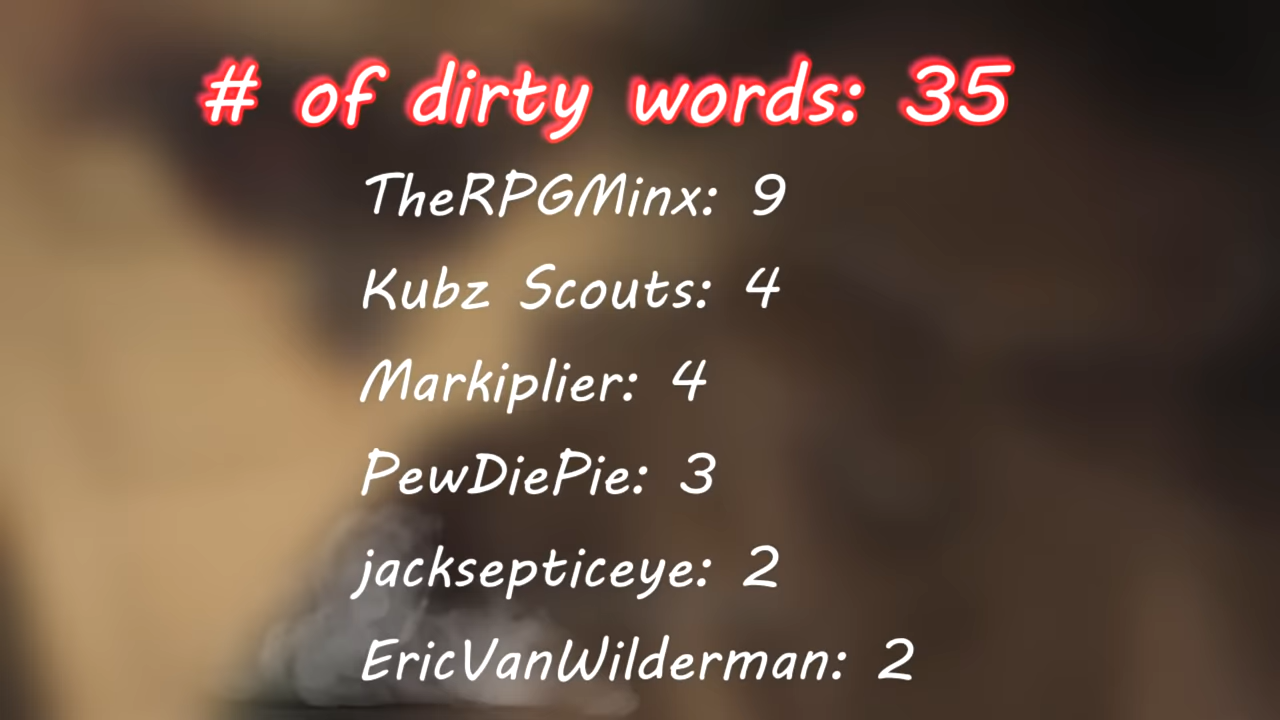 # of dirty words: 35
TheRPGMinx: 9
Kubz Scouts: 4
Markiplier: 4
PewDiePie: 3
jacksepticeye: 2
EricVanWilderman: 2